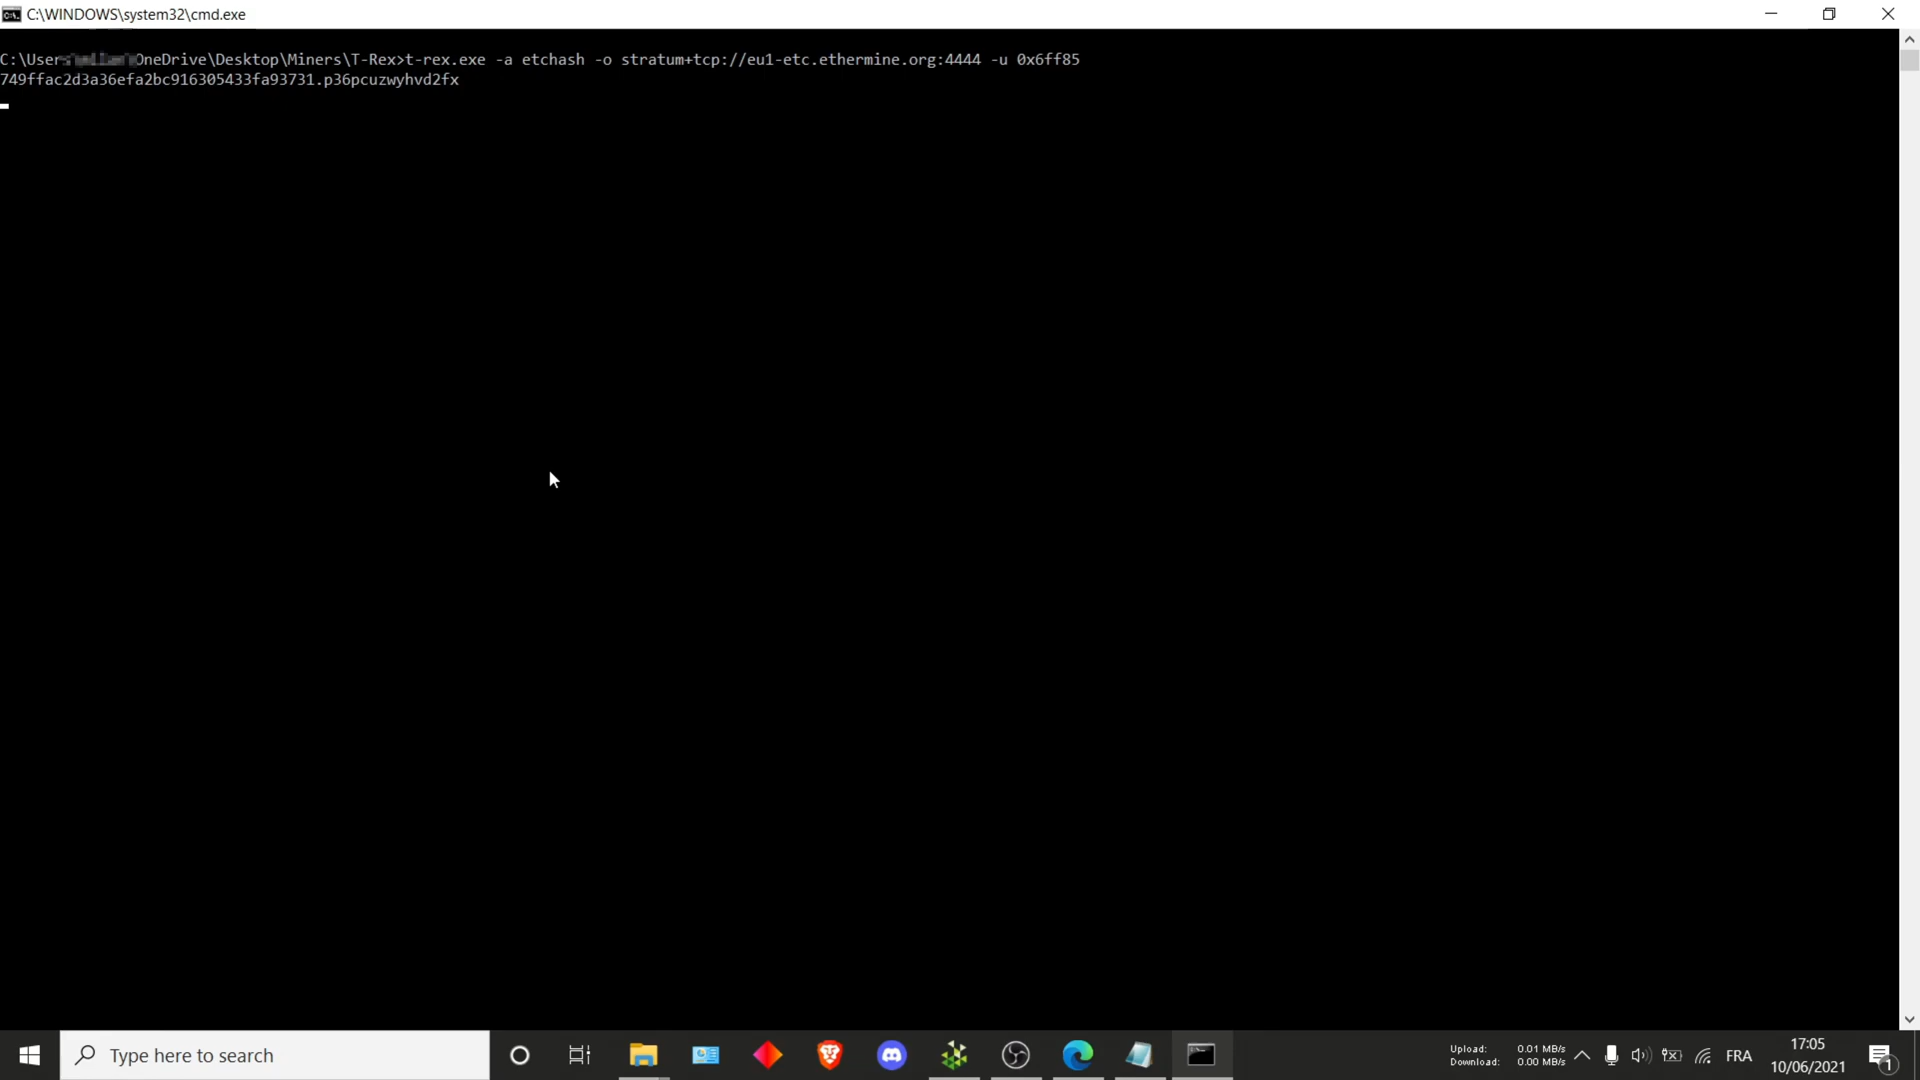 C:\WINDOWS\system32\cmd.exe
C:\User OneDrive\Desktop\Miners\T-Rex>t-rex.exe -a etchash -o stratum+tcp://eu1-etc.ethermine.org:4444 -u 0x6ff85
749ffac2d3a36efa2bc916305433fa93731.p36pcuzwyhvd2fx
Type here to search
Upload: 0.01 MB/s
Download: 0.00 MB/s
FRA
17:05
10/06/2021
1